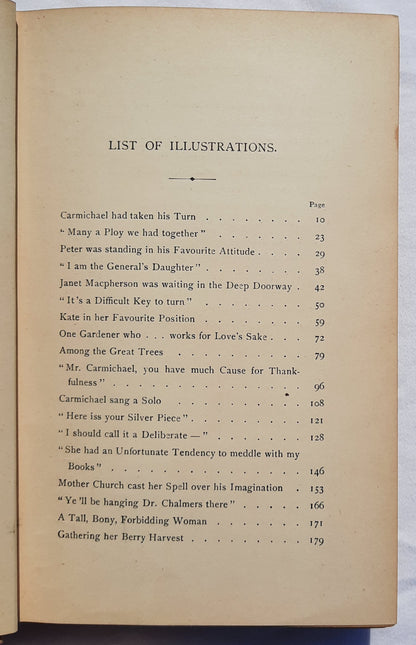 LIST OF ILLUSTRATIONS.
Page
Carmichael had taken his Turn . . . . . . . . 10
"Many a Ploy we had together" . . . . . . . 23
Peter was standing in his Favourite Attitude . . . . 29
"I am the General's Daughter" . . . . . . . . 38
Janet Macpherson was waiting in the Deep Doorway . 42
"It's a Difficult Key to turn" . . . . . . . . 50
Kate in her Favourite Position . . . . . . . . 59
One Gardener who . . . works for Love's Sake . . . 72
Among the Great Trees . . . . . . . . . . 79
"Mr. Carmichael, you have much Cause for Thank-
fulness" . . . . . . . . . . . . . . 96
Carmichael sang a Solo . . . . . . . . . . 108
"Here iss your Silver Piece" . . . . . . . . . 121
"I should call it a Deliberate —" . . . . . . . 128
"She had an Unfortunate Tendency to meddle with my
Books" . . . . . . . . . . . . . . 146
Mother Church cast her Spell over his Imagination . 153
"Ye'll be hanging Dr. Chalmers there" . . . . . 166
A Tall, Bony, Forbidding Woman . . . . . . . 171
Gathering her Berry Harvest . . . . . . . . . 179